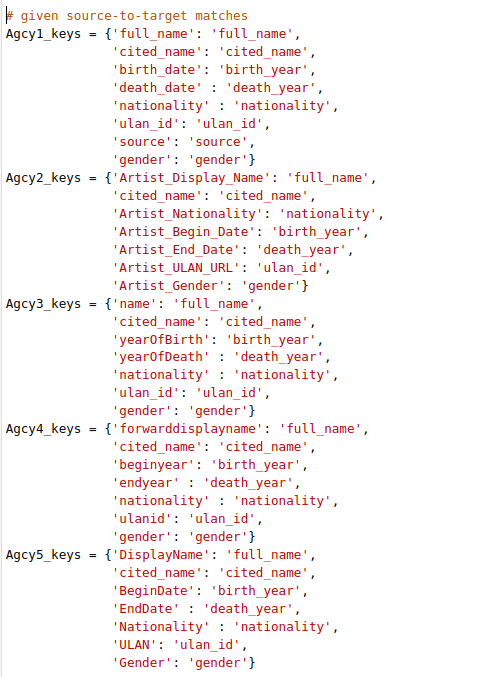 # given source-to-target matches
Agcy1_keys = {'full_name': 'full_name',
'cited_name': 'cited_name',
'birth_date': 'birth_year',
'death_date' : 'death_year',
'nationality' : 'nationality',
'ulan_id': 'ulan_id',
'source': 'source',
'gender': 'gender'}
Agcy2_keys = {'Artist_Display_Name': 'full_name',
'cited_name': 'cited_name',
'Artist_Nationality': 'nationality',
'Artist_Begin_Date': 'birth_year',
'Artist_End_Date': 'death_year',
'Artist_ULAN_URL': 'ulan_id',
'Artist_Gender': 'gender'}
Agcy3_keys = {'name': 'full_name',
'cited_name': 'cited_name',
'yearOfBirth': 'birth_year',
'yearOfDeath' : 'death_year',
'nationality' : 'nationality',
'ulan_id': 'ulan_id',
'gender': 'gender'}
Agcy4_keys = {'forwarddisplayname': 'full_name',
'cited_name': 'cited_name',
'beginyear': 'birth_year',
'endyear' : 'death_year',
'nationality' : 'nationality',
'ulanid': 'ulan_id',
'gender': 'gender'}
Agcy5_keys = {'DisplayName': 'full_name',
'cited_name': 'cited_name',
'BeginDate': 'birth_year',
'EndDate' : 'death_year',
'Nationality' : 'nationality',
'ULAN': 'ulan_id',
'Gender': 'gender'}